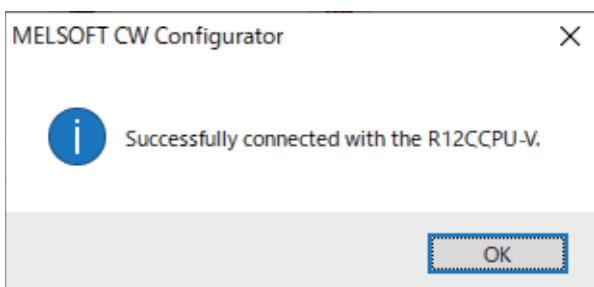 MELSOFT CW Configurator
Successfully connected with the R12CCPU-V.
OK